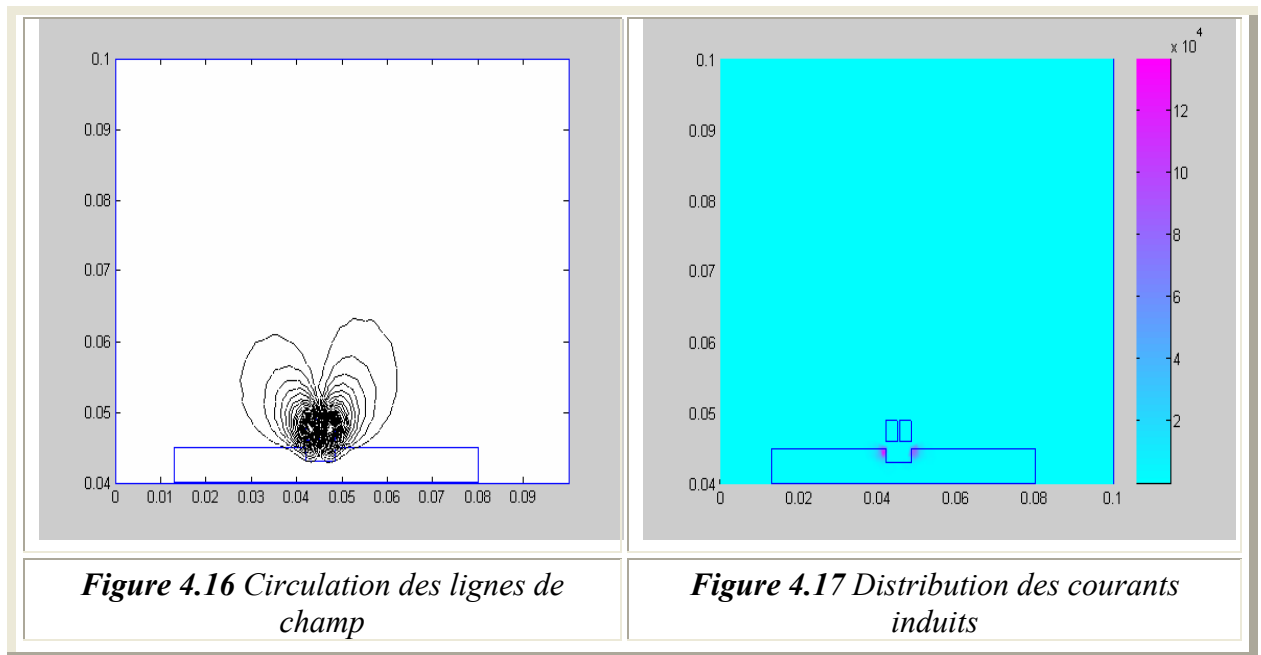 0.1
0.09
0.08
0.07
0.06
0.05
0.04
0 0.01 0.02 0.03 0.04 0.05 0.06 0.07 0.08 0.09
x 10^4
0.1
0.09
0.08
0.07
0.06
0.05
0.04
0 0.02 0.04 0.06 0.08 0.1
12
10
8
6
4
2
Figure 4.16 Circulation des lignes de
champ
Figure 4.17 Distribution des courants
induits